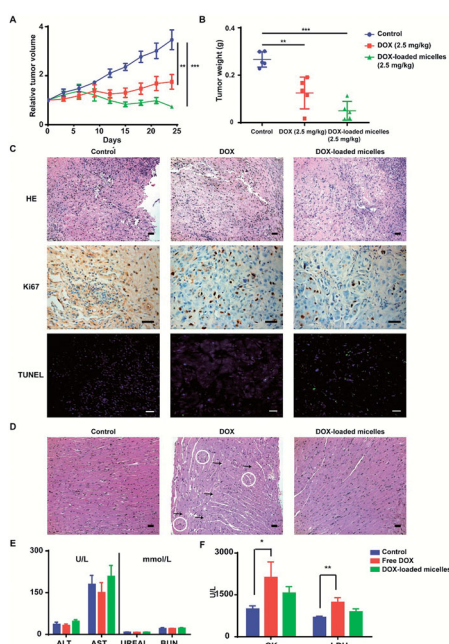 A
Relative tumor volume
4
3
2
1
0
0 5 10 15 20 25
Days
**
***
B
Tumor weight (g)
0.4
0.2
0.0
***
**
Control
DOX (2.5 mg/kg)
DOX-loaded micelles
(2.5 mg/kg)
Control
DOX (2.5 mg/kg)
DOX-loaded micelles
(2.5 mg/kg)
C
Control
DOX
DOX-loaded micelles
HE
Ki67
TUNEL
D
Control
DOX
DOX-loaded micelles
E
U/L
mmol/L
300
150
0
ALT
AST
UREAL
BUN
F
U/L
3000
1500
0
*
**
Control
Free DOX
DOX-loaded micelles